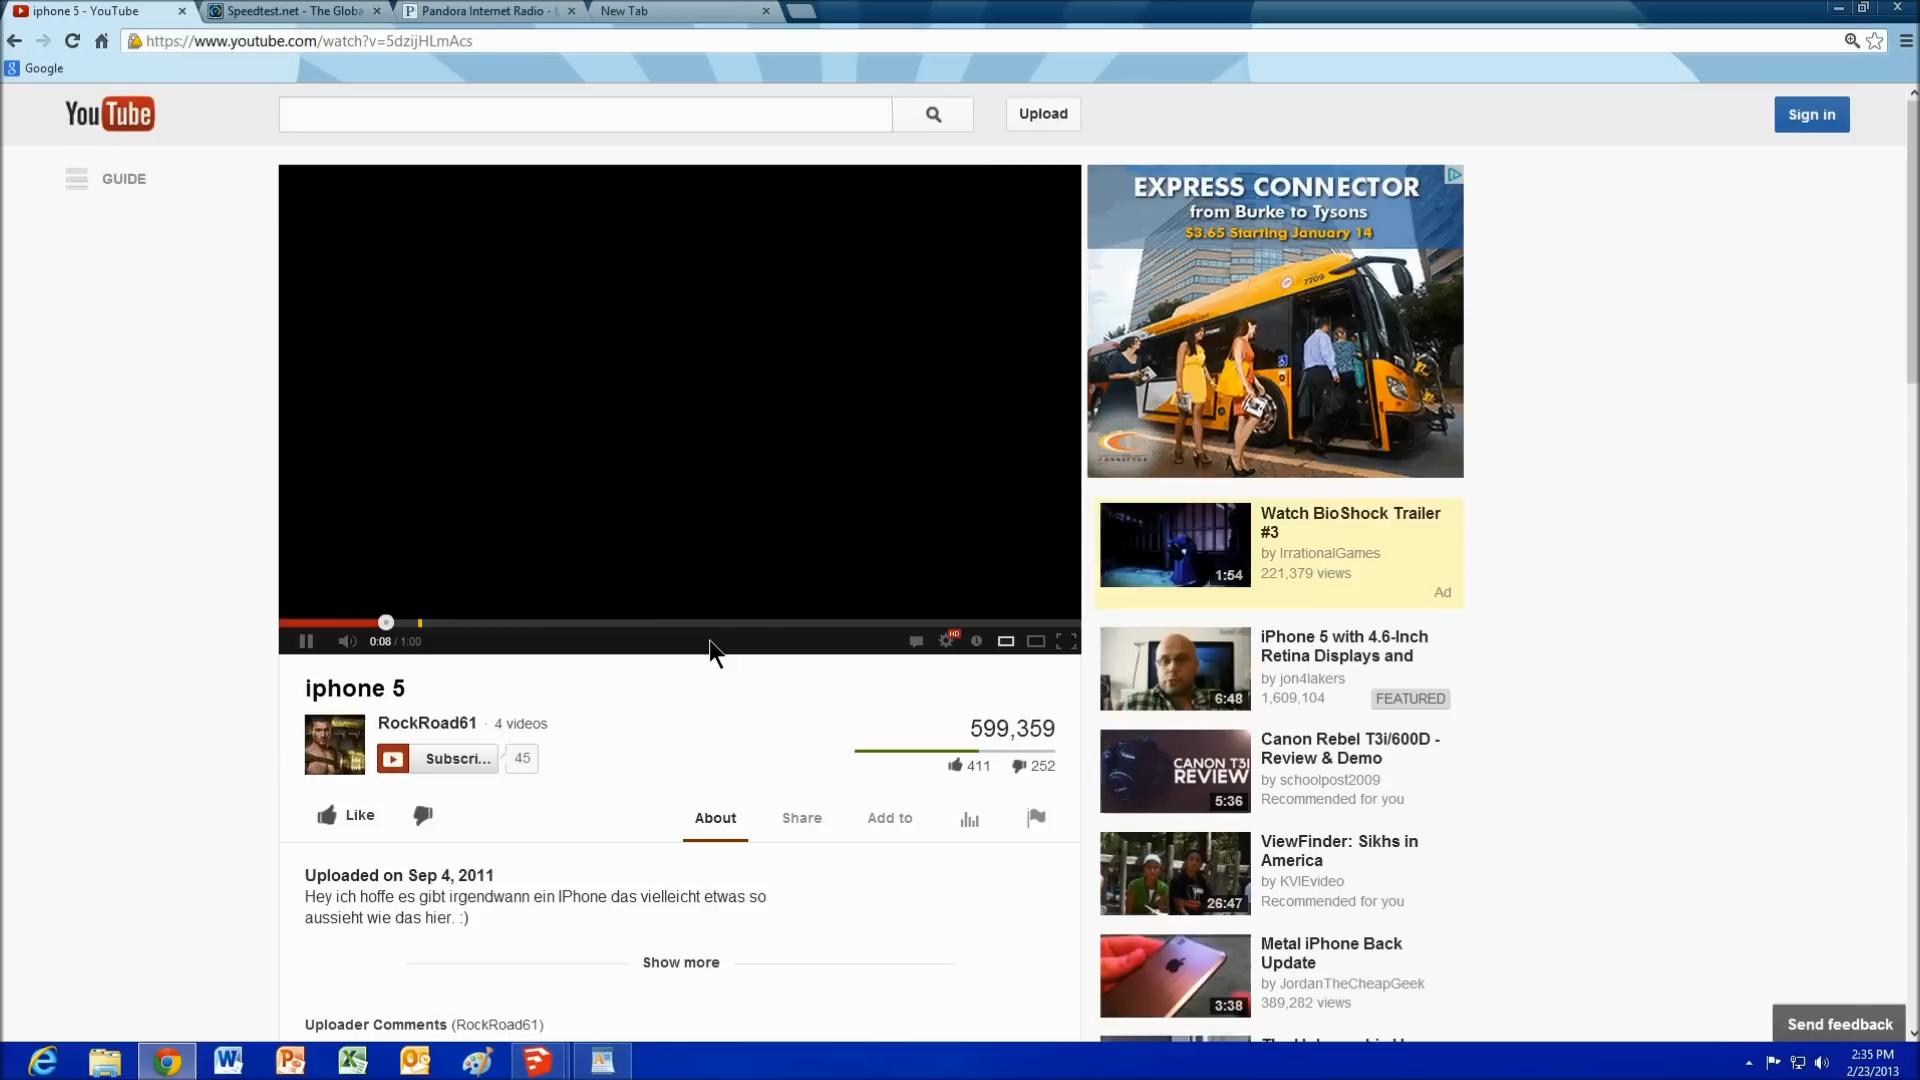 iphone 5 - YouTube
Speedtest.net - The Globa
Pandora Internet Radio - L
New Tab
https://www.youtube.com/watch?v=5dzijHLmAcs
Google
YouTube
Upload
Sign in
GUIDE
EXPRESS CONNECTOR
from Burke to Tysons
$3.65 Starting January 14
7709
CONNECTOR
HD
0:08 / 1:00
iphone 5
RockRoad61 · 4 videos
Subscri... 45
599,359
411 252
Like
About Share Add to
Uploaded on Sep 4, 2011
Hey ich hoffe es gibt irgendwann ein IPhone das vielleicht etwas so
aussieht wie das hier. :)
Show more
Uploader Comments (RockRoad61)
Watch BioShock Trailer
#3
by IrrationalGames
221,379 views
Ad
1:54
iPhone 5 with 4.6-Inch
Retina Displays and
by jon4lakers
1,609,104 FEATURED
6:48
Canon Rebel T3i/600D -
Review & Demo
by schoolpost2009
Recommended for you
CANON T3I
REVIEW
5:36
ViewFinder: Sikhs in
America
by KVIEvideo
Recommended for you
26:47
Metal iPhone Back
Update
by JordanTheCheapGeek
389,282 views
3:38
Send feedback
2:35 PM
2/23/2013